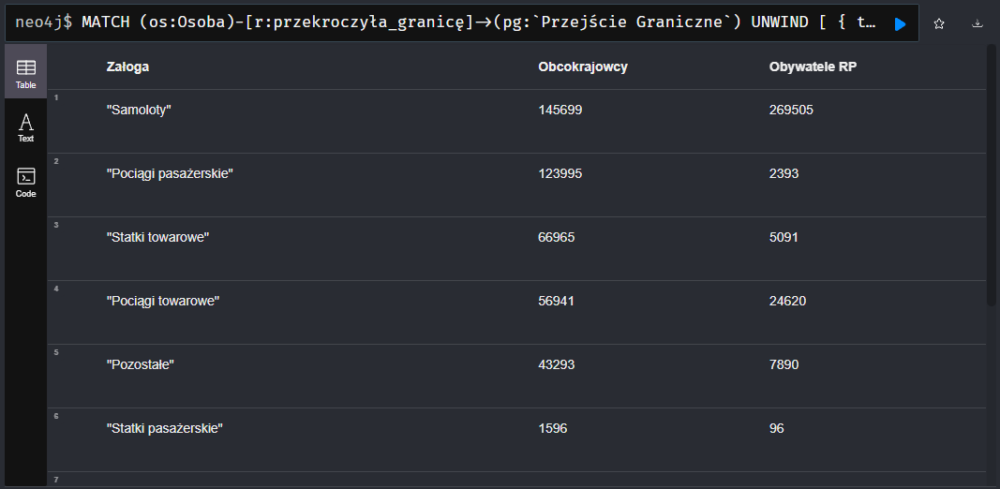 neo4j$ MATCH (os:Osoba)-[r:przekroczyła_granicę]→(pg:`Przejście Graniczne`) UNWIND [ { t…
Table
Text
Code
Załoga Obcokrajowcy Obywatele RP
1 "Samoloty" 145699 269505
2 "Pociągi pasażerskie" 123995 2393
3 "Statki towarowe" 66965 5091
4 "Pociągi towarowe" 56941 24620
5 "Pozostałe" 43293 7890
6 "Statki pasażerskie" 1596 96
7